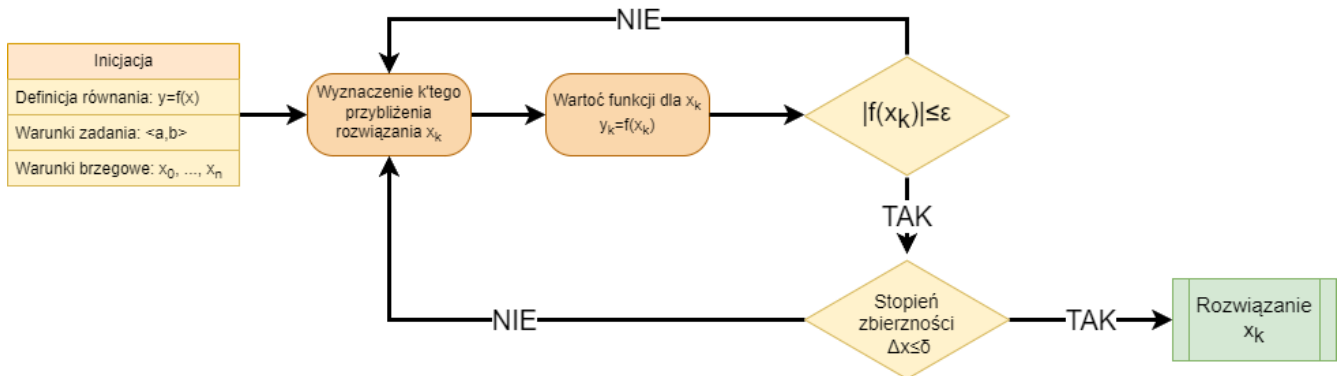 NIE
Inicjacja
Definicja równania: y=f(x)
Warunki zadania: <a,b>
Warunki brzegowe: x₀, ..., xₙ
Wyznaczenie k'tego
przybliżenia
rozwiązania xₖ
Wartoć funkcji dla xₖ
yₖ=f(xₖ)
|f(xₖ)|≤ε
TAK
Stopień
zbierzności
Δx≤δ
NIE
TAK
Rozwiązanie
xₖ